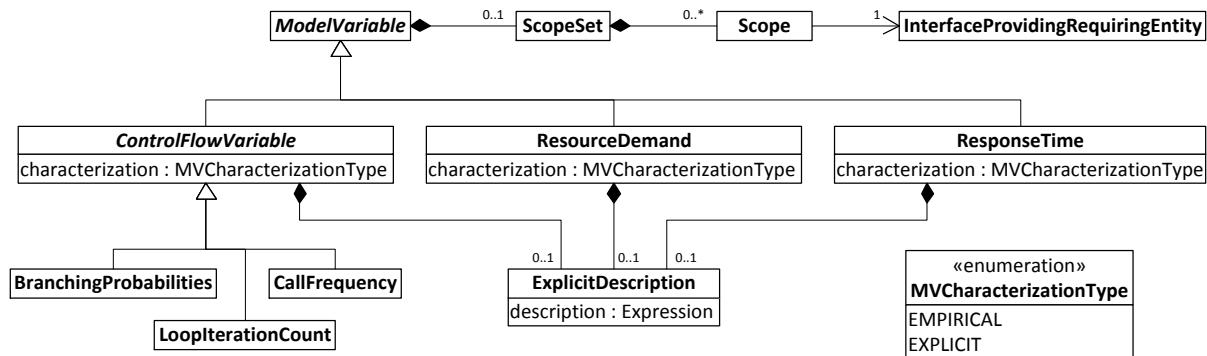 ModelVariable
0..1
ScopeSet
0..*
Scope
1
InterfaceProvidingRequiringEntity
ControlFlowVariable
characterization : MVCharacterizationType
ResourceDemand
characterization : MVCharacterizationType
ResponseTime
characterization : MVCharacterizationType
BranchingProbabilities
CallFrequency
LoopIterationCount
0..1
0..1
0..1
ExplicitDescription
description : Expression
«enumeration»
MVCharacterizationType
EMPIRICAL
EXPLICIT